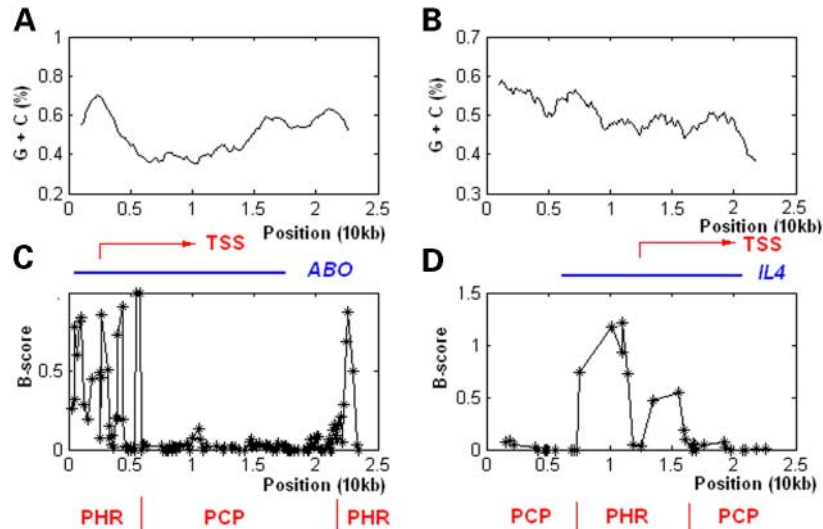 A
G + C (%)
1
0.8
0.6
0.4
0.2
0 0.5 1 1.5 2 2.5
Position (10kb)
B
G + C (%)
0.7
0.6
0.5
0.4
0.3
0 0.5 1 1.5 2 2.5
Position (10kb)
TSS
ABO
TSS
IL4
C
B-score
0.5
0
0 0.5 1 1.5 2 2.5
Position (10kb)
PHR PCP PHR
D
B-score
1.5
1
0.5
0
0 0.5 1 1.5 2 2.5
Position (10kb)
PCP PHR PCP